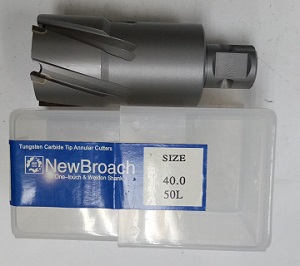 Tungsten Carbide Tip Annular Cutters
NewBroach
One-touch & Weldon Shank
SIZE
40.0
50L